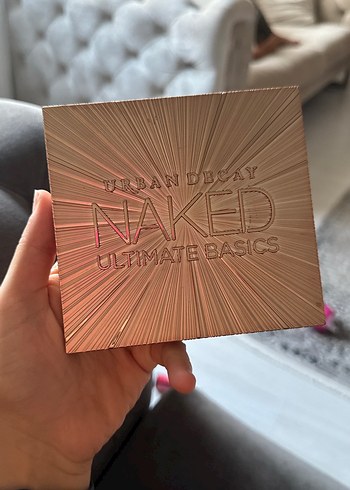 URBAN DECAY
NAKED
ULTIMATE BASICS